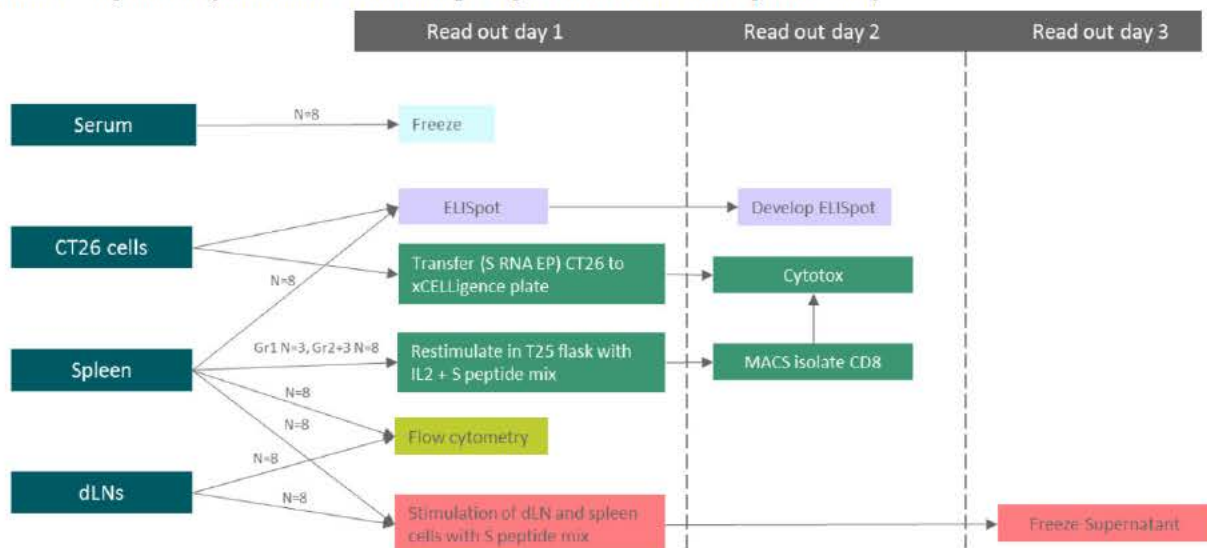 Read out day 1
Read out day 2
Read out day 3
Serum
N=8
Freeze
ELISpot
Develop ELISpot
CT26 cells
Transfer (S RNA EP) CT26 to
xCELLigence plate
Cytotox
N=8
Gr1 N=3, Gr2+3 N=8
Spleen
Restimulate in T25 flask with
IL2 + S peptide mix
MACS isolate CD8
N=8
N=8
Flow cytometry
N=8
dLNs
N=8
Stimulation of dLN and spleen
cells with S peptide mix
Freeze Supernatant